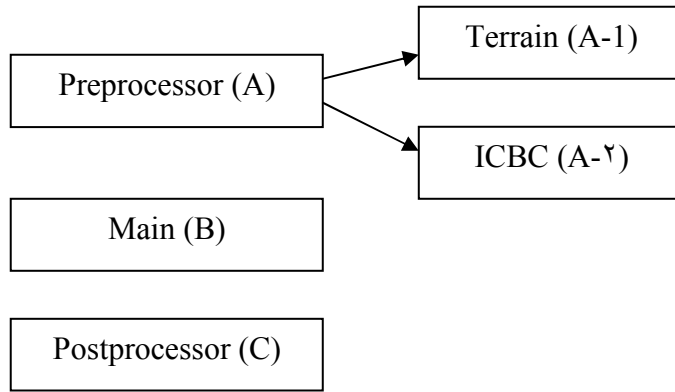 Terrain (A-1)
Preprocessor (A)
ICBC (A-۲)
Main (B)
Postprocessor (C)